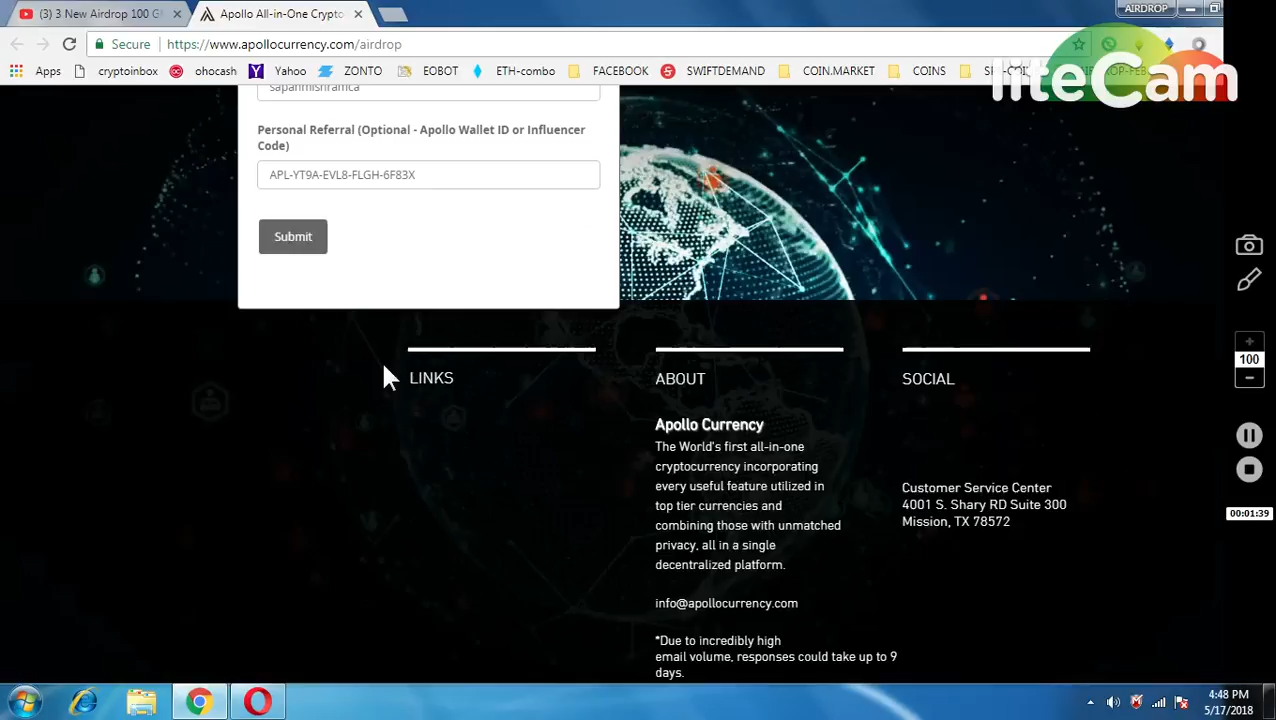 (3) 3 New Airdrop 100 G
Apollo All-in-One Crypto
AIRDROP
Secure
https://www.apollocurrency.com/airdrop
Apps
cryptoinbox
ohocash
Yahoo
ETH-combo
FACEBOOK
SWIFTDEMAND
COIN.MARKET
COINS
liteCam
sapanmishramca
Personal Referral (Optional - Apollo Wallet ID or Influencer
Code)
APL-YT9A-EVL8-FLGH-6F83X
Submit
100
LINKS
ABOUT
SOCIAL
Apollo Currency
The World's first all-in-one
cryptocurrency incorporating
every useful feature utilized in
top tier currencies and
combining those with unmatched
privacy, all in a single
decentralized platform.
Customer Service Center
4001 S. Shary RD Suite 300
Mission, TX 78572
00:01:39
info@apollocurrency.com
*Due to incredibly high
email volume, responses could take up to 9
days.
4:48 PM
5/17/2018